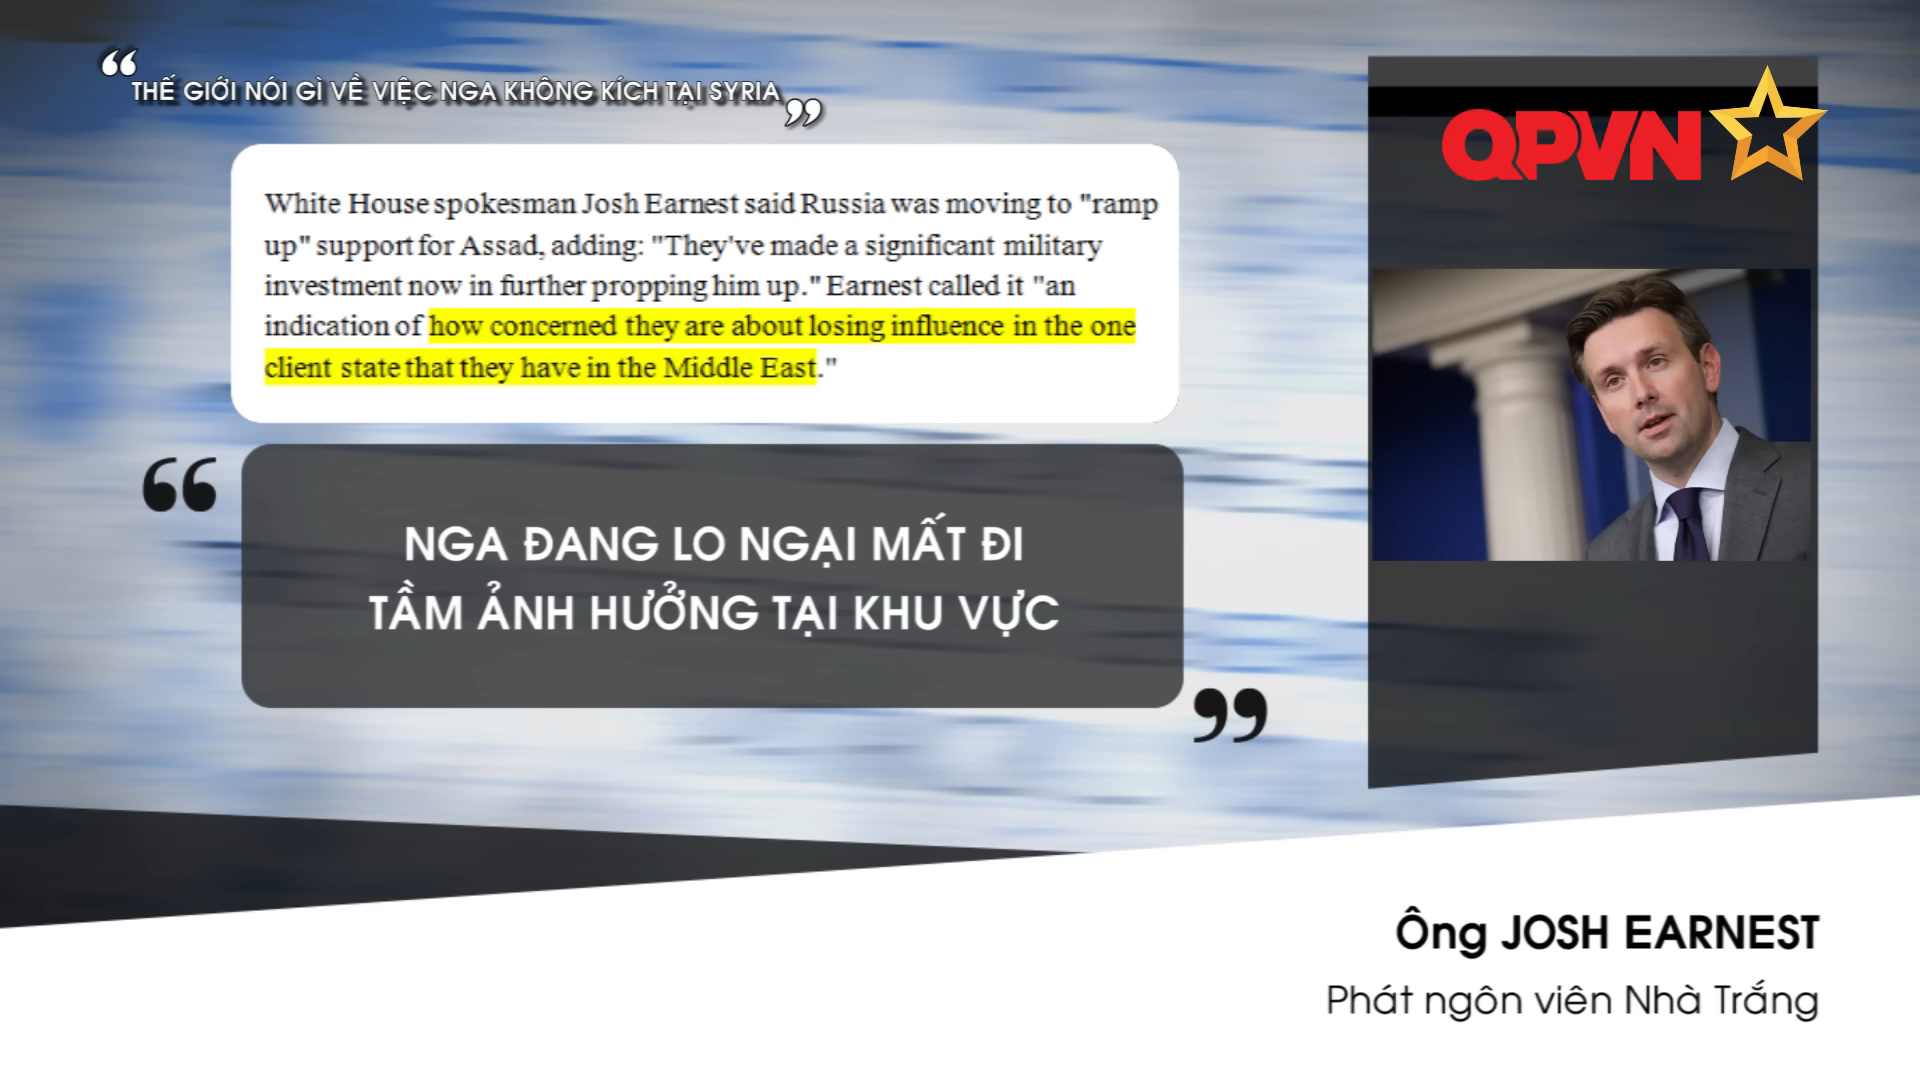 “THẾ GIỚI NÓI GÌ VỀ VIỆC NGA KHÔNG KÍCH TẠI SYRIA”
QPVN
White House spokesman Josh Earnest said Russia was moving to "ramp
up" support for Assad, adding: "They've made a significant military
investment now in further propping him up." Earnest called it "an
indication of how concerned they are about losing influence in the one
client state that they have in the Middle East."
“NGA ĐANG LO NGẠI MẤT ĐI
TẦM ẢNH HƯỞNG TẠI KHU VỰC”
Ông JOSH EARNEST
Phát ngôn viên Nhà Trắng